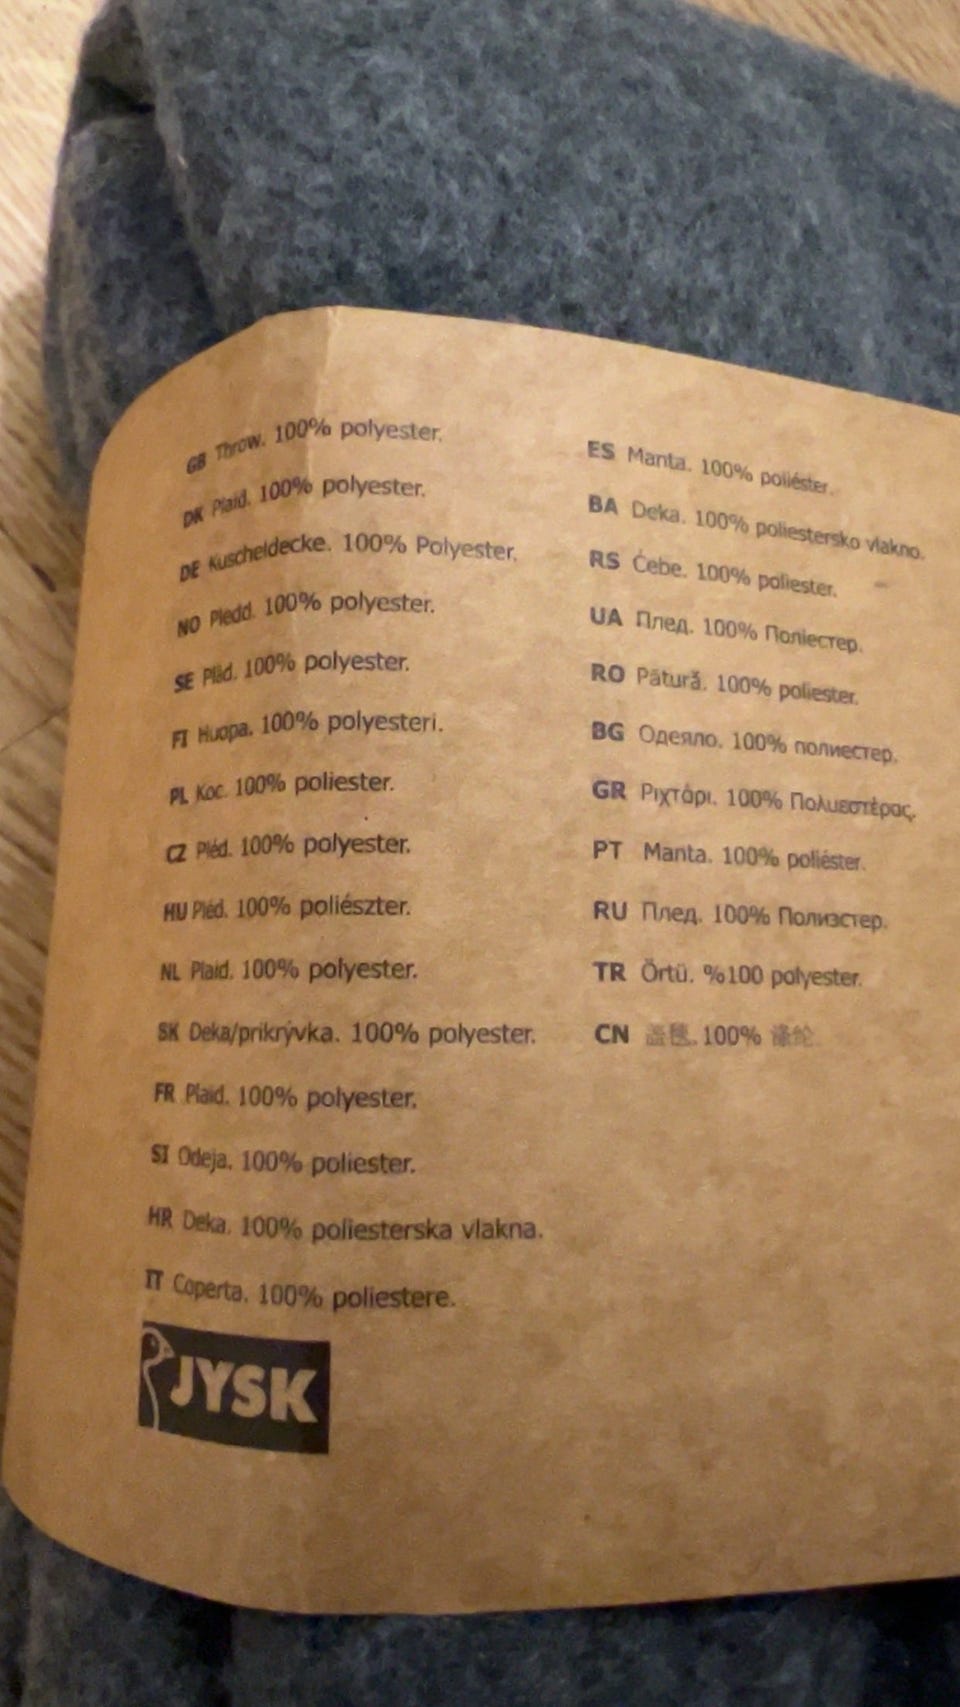 GB Throw. 100% polyester.
DK Plaid. 100% polyester.
DE Kuscheldecke. 100% Polyester.
NO Pledd. 100% polyester.
SE Pläd. 100% polyester.
FI Huopa. 100% polyesteri.
PL Koc. 100% poliester.
CZ Pléd. 100% polyester.
HU Pléd. 100% poliészter.
NL Plaid. 100% polyester.
SK Deka/prikrývka. 100% polyester.
FR Plaid. 100% polyester.
SI Odeja. 100% poliester.
HR Deka. 100% poliesterska vlakna.
IT Coperta. 100% poliestere.
JYSK
ES Manta. 100% poliéster.
BA Deka. 100% poliestersko vlakno.
RS Ćebe. 100% poliester.
UA Плед. 100% Поліестер.
RO Pătură. 100% poliester.
BG Одеяло. 100% полиестер.
GR Ριχτάρι. 100% Πολυεστέρας.
PT Manta. 100% poliéster.
RU Плед. 100% Полиэстер.
TR Örtü. %100 polyester.
CN 盖毯. 100% 涤纶